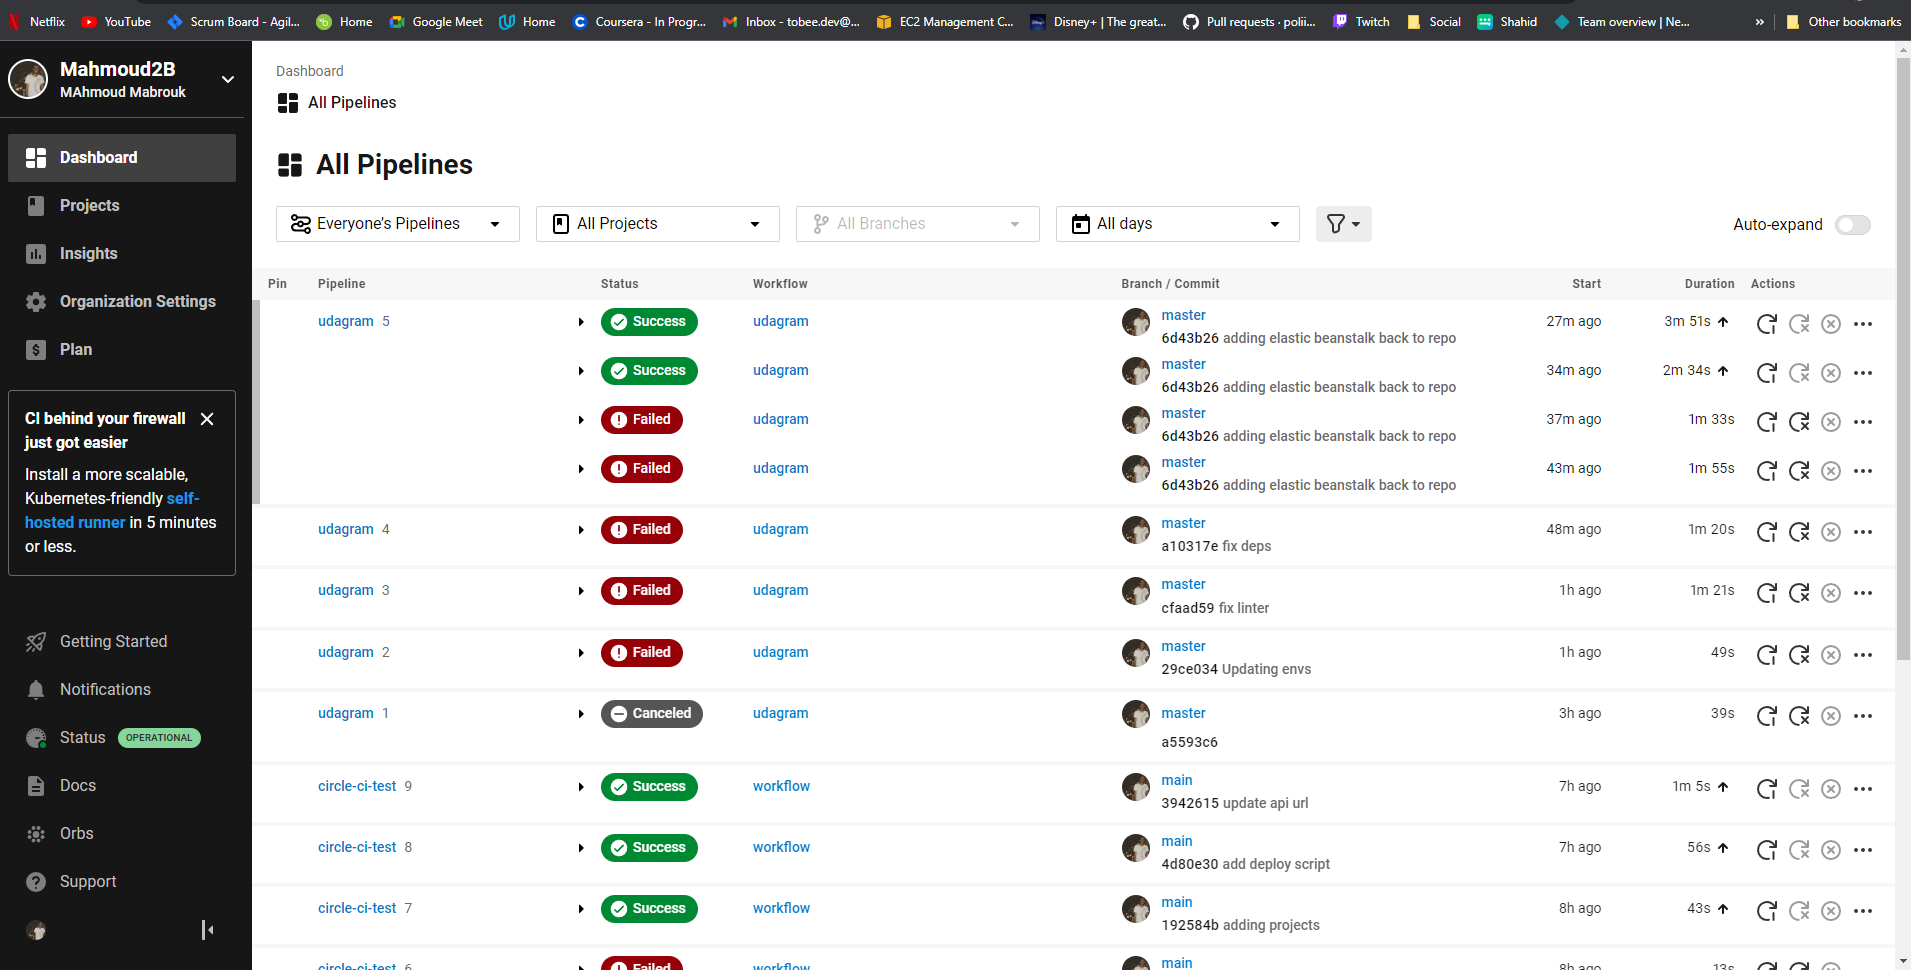 Netflix YouTube Scrum Board - Agil... Home Google Meet Home Coursera - In Progr... Inbox - tobee.dev@... EC2 Management C... Disney+ | The great... Pull requests · polii... Twitch Social Shahid Team overview | Ne... » Other bookmarks
Mahmoud2B
MAhmoud Mabrouk
Dashboard
Projects
Insights
Organization Settings
Plan
CI behind your firewall
just got easier
Install a more scalable,
Kubernetes-friendly self-
hosted runner in 5 minutes
or less.
Getting Started
Notifications
Status OPERATIONAL
Docs
Orbs
Support
Dashboard
All Pipelines
All Pipelines
Everyone’s Pipelines All Projects All Branches All days Auto-expand
Pin Pipeline Status Workflow Branch / Commit Start Duration Actions
udagram 5 Success udagram master 27m ago 3m 51s
6d43b26 adding elastic beanstalk back to repo
Success udagram master 34m ago 2m 34s
6d43b26 adding elastic beanstalk back to repo
Failed udagram master 37m ago 1m 33s
6d43b26 adding elastic beanstalk back to repo
Failed udagram master 43m ago 1m 55s
6d43b26 adding elastic beanstalk back to repo
udagram 4 Failed udagram master 48m ago 1m 20s
a10317e fix deps
udagram 3 Failed udagram master 1h ago 1m 21s
cfaad59 fix linter
udagram 2 Failed udagram master 1h ago 49s
29ce034 Updating envs
udagram 1 Canceled udagram master 3h ago 39s
a5593c6
circle-ci-test 9 Success workflow main 7h ago 1m 5s
3942615 update api url
circle-ci-test 8 Success workflow main 7h ago 56s
4d80e30 add deploy script
circle-ci-test 7 Success workflow main 8h ago 43s
192584b adding projects
circle-ci-test 6 Failed workflow main 8h ago 13s